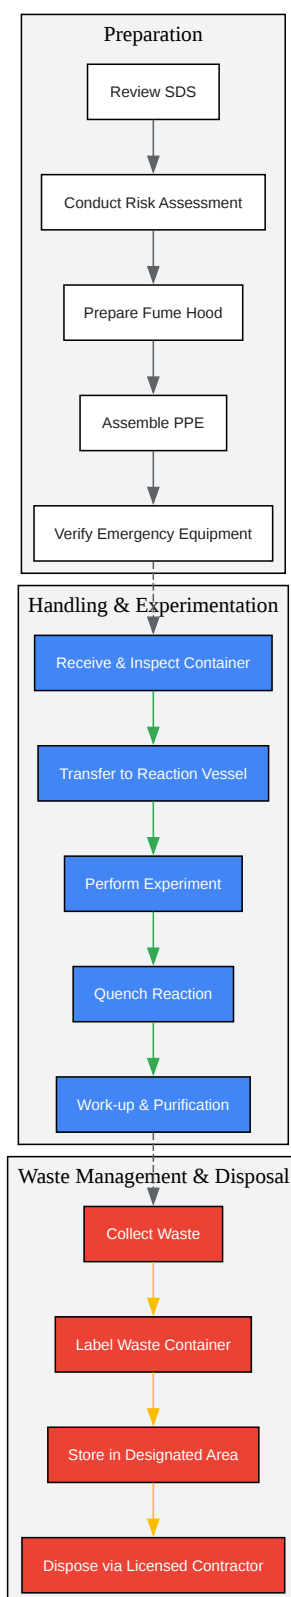 Preparation
Review SDS
Conduct Risk Assessment
Prepare Fume Hood
Assemble PPE
Verify Emergency Equipment
Handling & Experimentation
Receive & Inspect Container
Transfer to Reaction Vessel
Perform Experiment
Quench Reaction
Work-up & Purification
Waste Management & Disposal
Collect Waste
Label Waste Container
Store in Designated Area
Dispose via Licensed Contractor